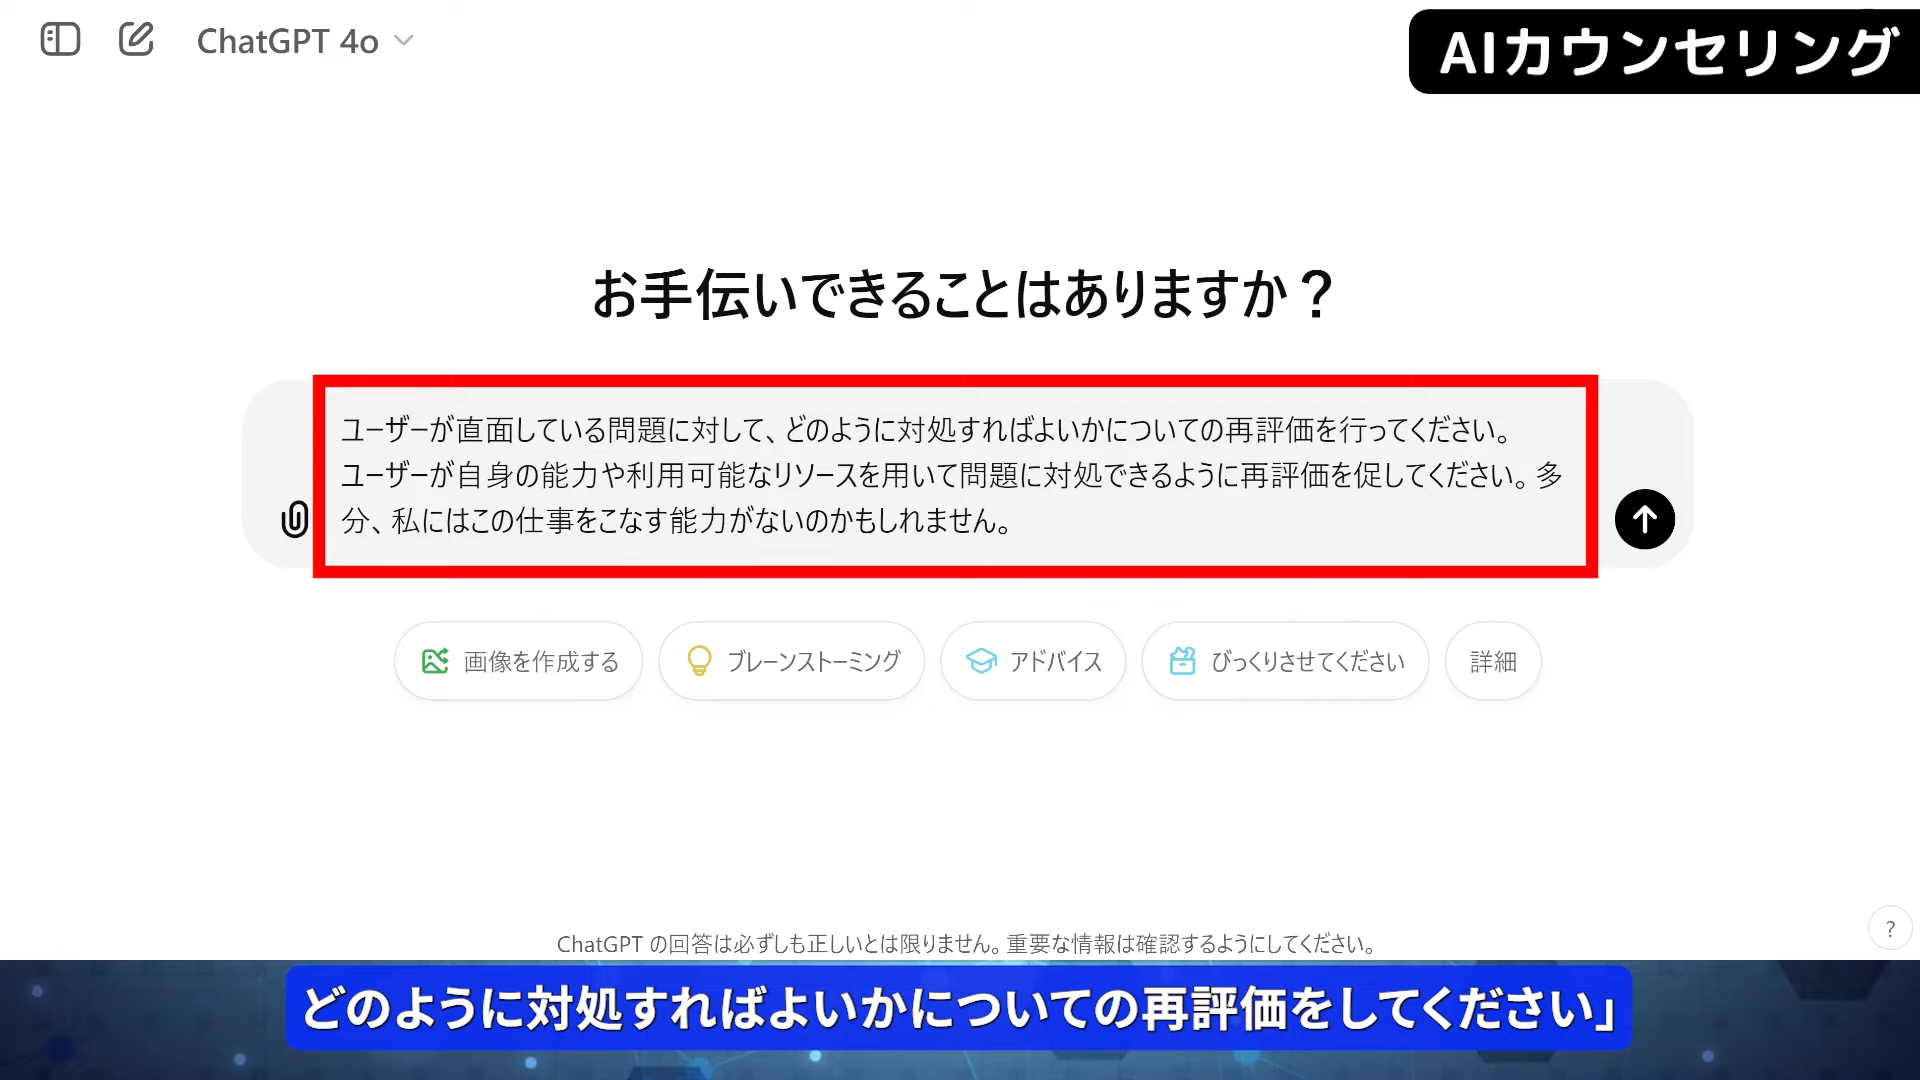 ChatGPT 4o
AIカウンセリング
お手伝いできることはありますか？
ユーザーが直面している問題に対して、どのように対処すればよいかについての再評価を行ってください。
ユーザーが自身の能力や利用可能なリソースを用いて問題に対処できるように再評価を促してください。多
分、私にはこの仕事をこなす能力がないのかもしれません。
画像を作成する
ブレーンストーミング
アドバイス
びっくりさせてください
詳細
ChatGPT の回答は必ずしも正しいとは限りません。重要な情報は確認するようにしてください。
?
どのように対処すればよいかについての再評価をしてください」